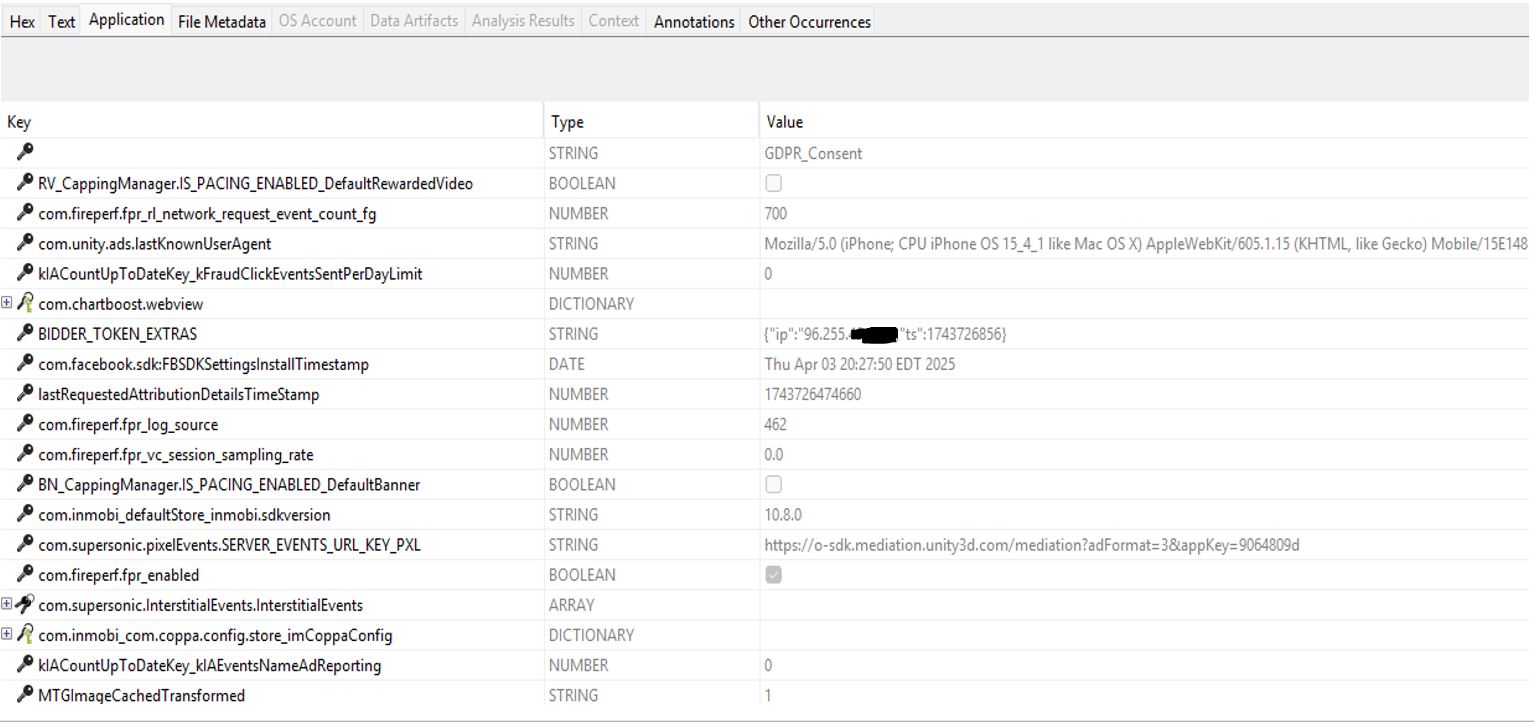 Hex Text Application File Metadata OS Account Data Artifacts Analysis Results Context Annotations Other Occurrences
Key Type Value
STRING GDPR_Consent
RV_CappingManager.IS_PACING_ENABLED_DefaultRewardedVideo BOOLEAN
com.fireperf.fpr_rl_network_request_event_count_fg NUMBER 700
com.unity.ads.lastKnownUserAgent STRING Mozilla/5.0 (iPhone; CPU iPhone OS 15_4_1 like Mac OS X) AppleWebKit/605.1.15 (KHTML, like Gecko) Mobile/15E148
kIACountUpToDateKey_kFraudClickEventsSentPerDayLimit NUMBER 0
com.chartboost.webview DICTIONARY
BIDDER_TOKEN_EXTRAS STRING {"ip":"96.255. "ts":1743726856}
com.facebook.sdk:FBSDKSettingsInstallTimestamp DATE Thu Apr 03 20:27:50 EDT 2025
lastRequestedAttributionDetailsTimeStamp NUMBER 1743726474660
com.fireperf.fpr_log_source NUMBER 462
com.fireperf.fpr_vc_session_sampling_rate NUMBER 0.0
BN_CappingManager.IS_PACING_ENABLED_DefaultBanner BOOLEAN
com.inmobi_defaultStore_inmobi.sdkversion STRING 10.8.0
com.supersonic.pixelEvents.SERVER_EVENTS_URL_KEY_PXL STRING https://o-sdk.mediation.unity3d.com/mediation?adFormat=3&appKey=9064809d
com.fireperf.fpr_enabled BOOLEAN
com.supersonic.InterstitialEvents.InterstitialEvents ARRAY
com.inmobi_com.coppa.config.store_imCoppaConfig DICTIONARY
kIACountUpToDateKey_kIAEventsNameAdReporting NUMBER 0
MTGImageCachedTransformed STRING 1